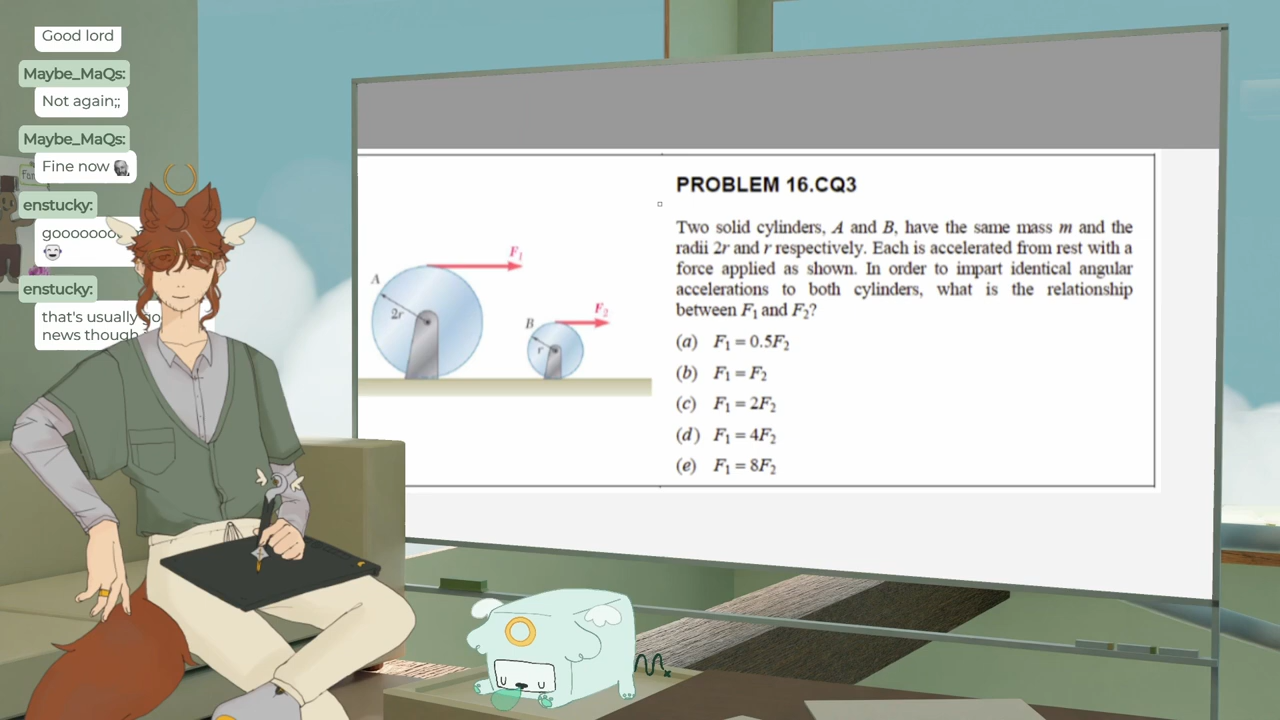 Good lord
Maybe_MaQs:
Not again;;
Maybe_MaQs:
Fine now
enstucky:
enstucky:
that's usually
news though
PROBLEM 16.CQ3
Two solid cylinders, A and B, have the same mass m and the
radii 2r and r respectively. Each is accelerated from rest with a
force applied as shown. In order to impart identical angular
accelerations to both cylinders, what is the relationship
between F₁ and F₂?
(a) F₁ = 0.5F₂
(b) F₁ = F₂
(c) F₁ = 2F₂
(d) F₁ = 4F₂
(e) F₁ = 8F₂
F₁
A
2r
F₂
B
r